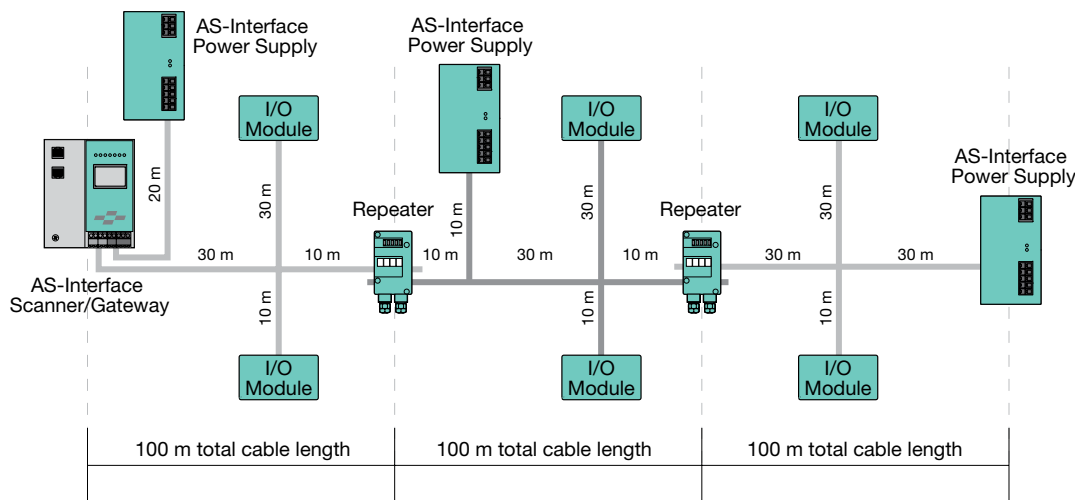 AS-Interface
Power Supply
AS-Interface
Power Supply
I/O
Module
I/O
Module
I/O
Module
AS-Interface
Power Supply
20 m
30 m
10 m
30 m
30 m
Repeater
Repeater
30 m
10 m
10 m
30 m
10 m
30 m
30 m
AS-Interface
Scanner/Gateway
10 m
10 m
10 m
I/O
Module
I/O
Module
I/O
Module
100 m total cable length
100 m total cable length
100 m total cable length